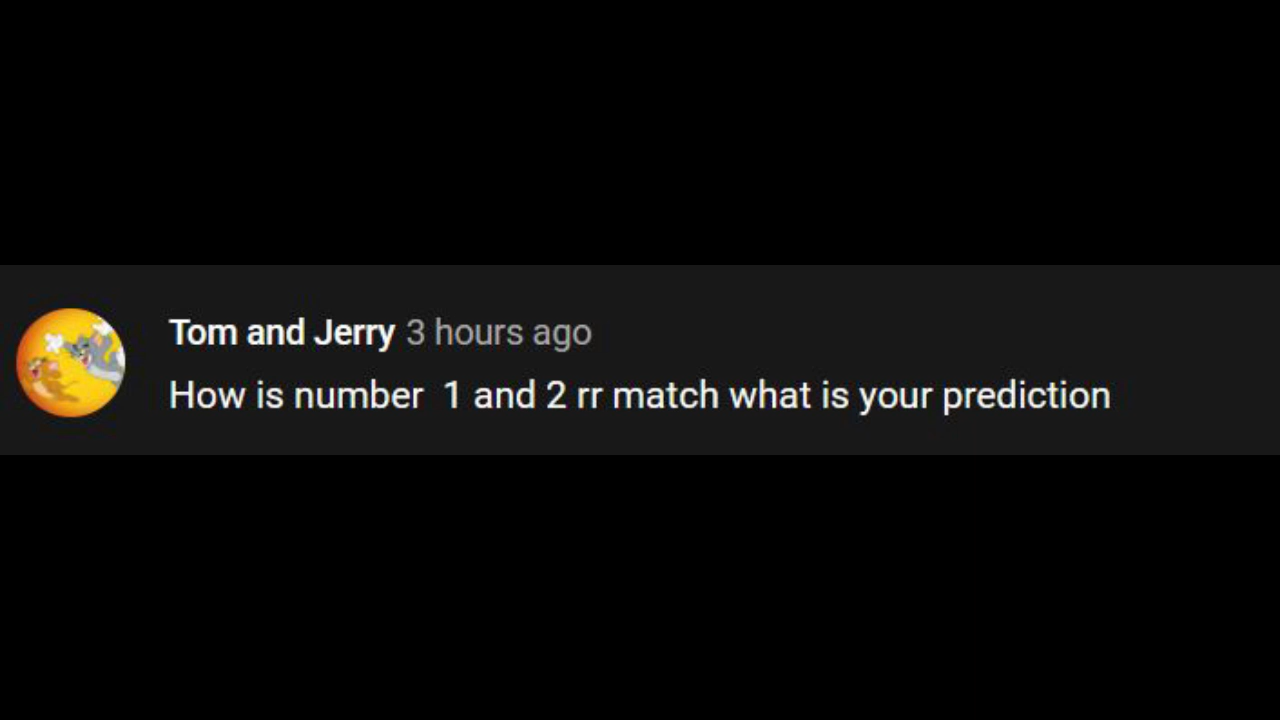 Tom and Jerry 3 hours ago
How is number  1 and 2 rr match what is your prediction